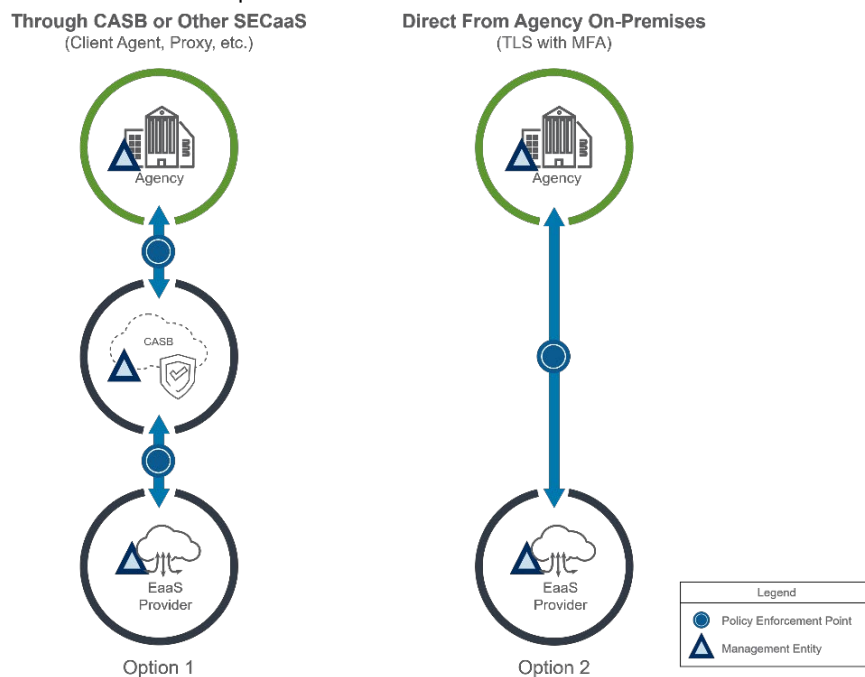 Through CASB or Other SECaaS
(Client Agent, Proxy, etc.)
Direct From Agency On-Premises
(TLS with MFA)
Agency
Agency
CASB
EaaS
Provider
EaaS
Provider
Option 1
Option 2
Legend
Policy Enforcement Point
Management Entity